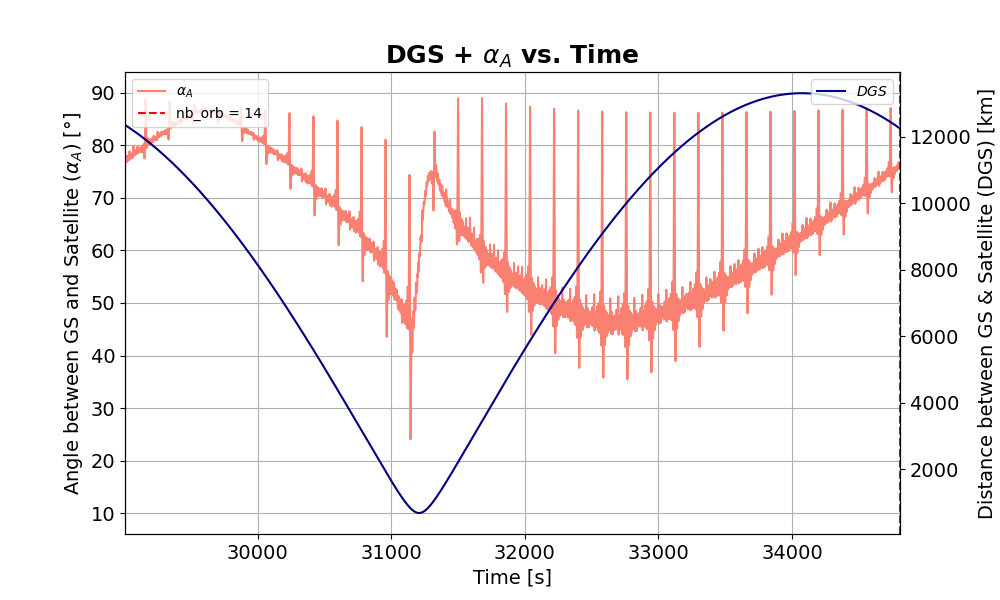 DGS + α_A vs. Time
α_A
nb_orb = 14
DGS
90
80
70
60
50
40
30
20
10
Angle between GS and Satellite (α_A) [°]
12000
10000
8000
6000
4000
2000
Distance between GS & Satellite (DGS) [km]
30000 31000 32000 33000 34000
Time [s]